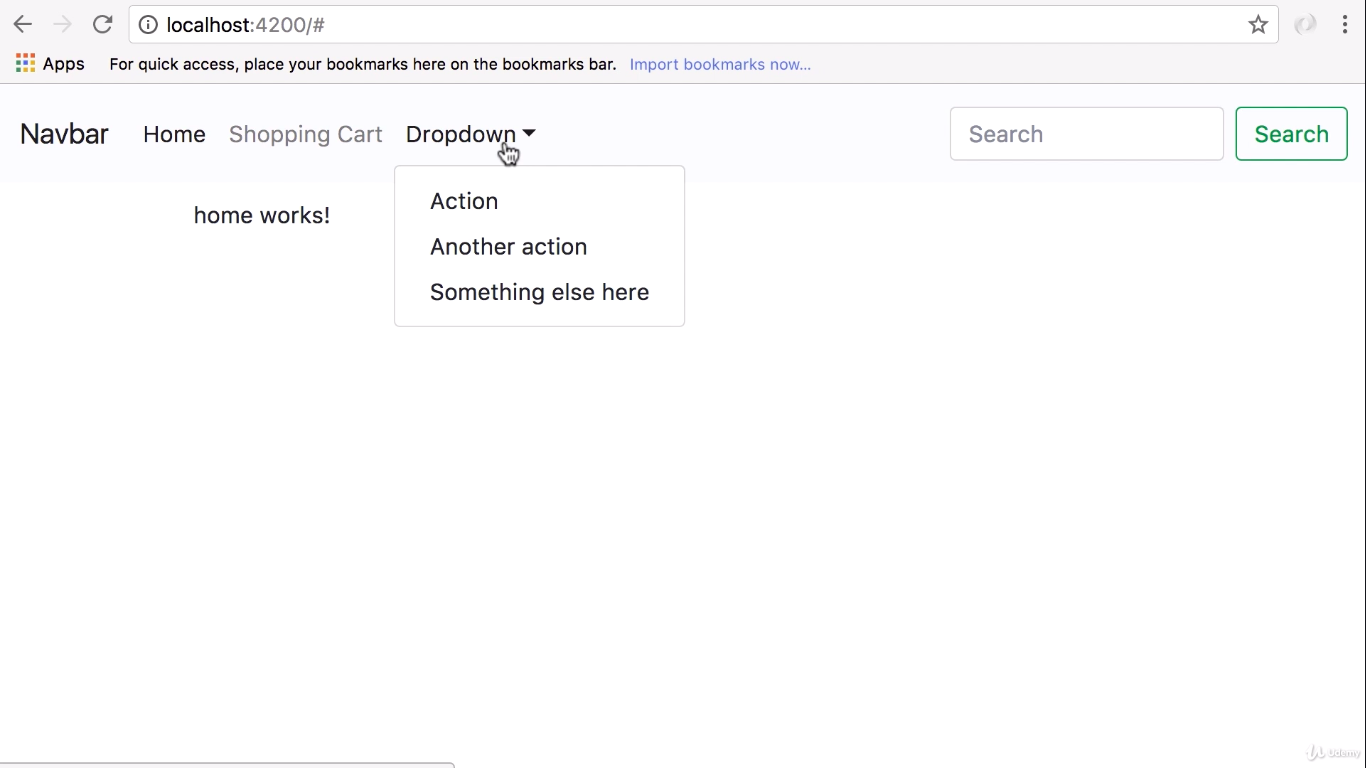 localhost:4200/#
Apps For quick access, place your bookmarks here on the bookmarks bar. Import bookmarks now...
Navbar Home Shopping Cart Dropdown Search Search
home works!
Action
Another action
Something else here
Udemy